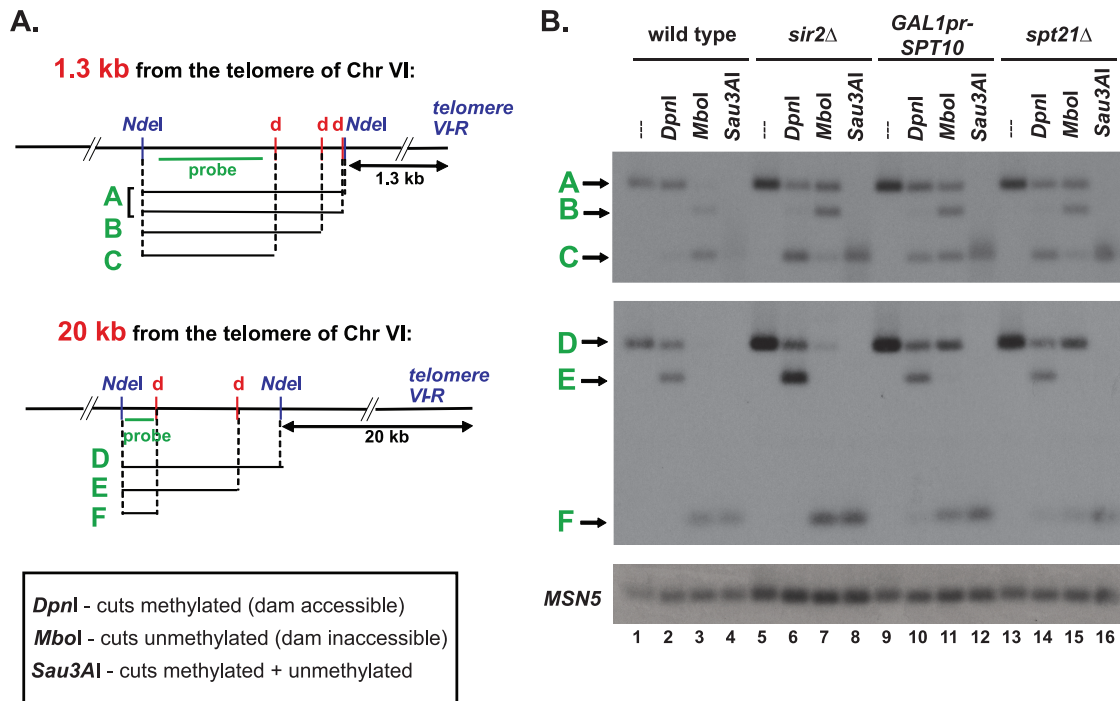 A.
1.3 kb from the telomere of Chr VI:
NdeI d d d NdeI telomere VI-R
probe
1.3 kb
A
B
C
20 kb from the telomere of Chr VI:
NdeI d d NdeI telomere VI-R
probe
20 kb
D
E
F
DpnI - cuts methylated (dam accessible)
MboI - cuts unmethylated (dam inaccessible)
Sau3AI - cuts methylated + unmethylated
B.
wild type sir2Δ GAL1pr-SPT10 spt21Δ
--- DpnI MboI Sau3AI --- DpnI MboI Sau3AI --- DpnI MboI Sau3AI --- DpnI MboI Sau3AI
A
B
C
D
E
F
MSN5
1 2 3 4 5 6 7 8 9 10 11 12 13 14 15 16